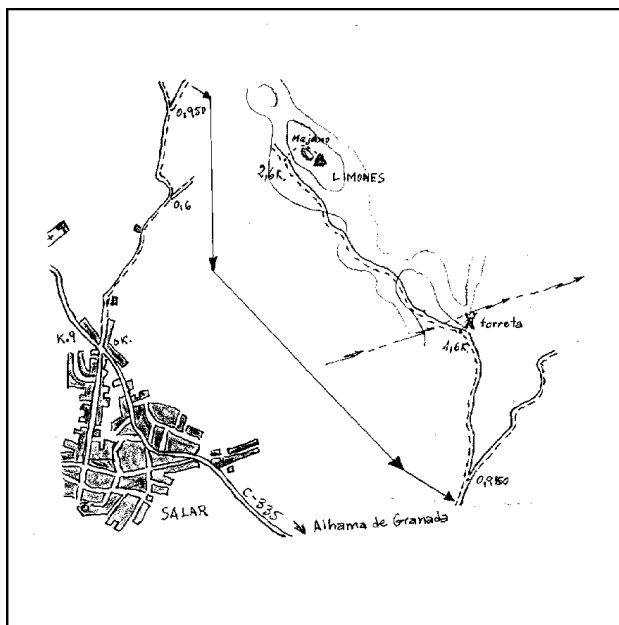 0,950
Majano
LIMONES
2,6K.
0,6
torreta
K.9
0K.
1,6K.
0,950
SALAR
C-335
Alhama de Granada